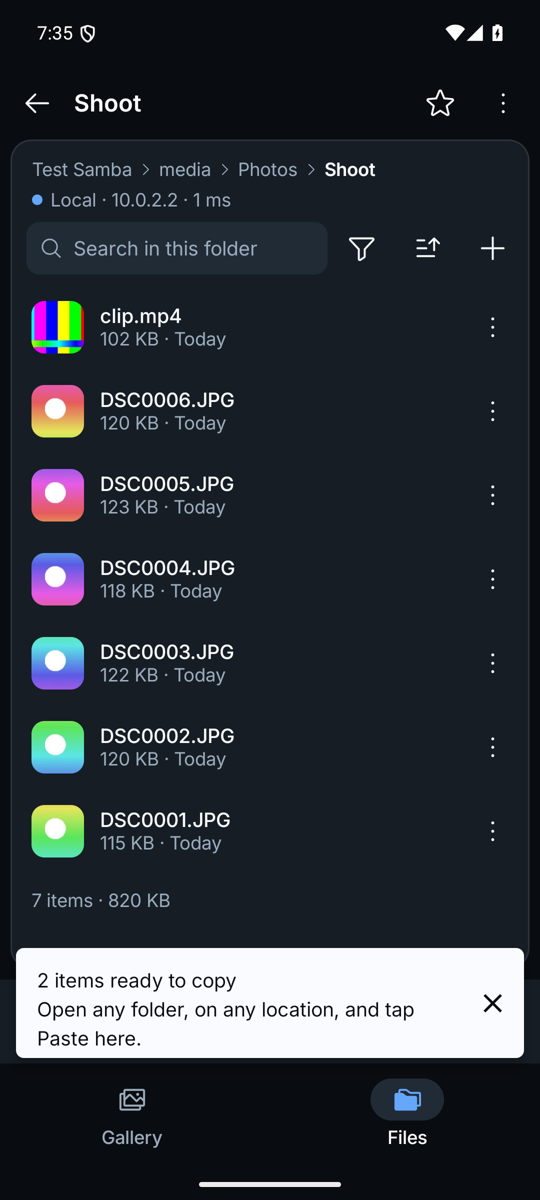 7:35
Shoot
Test Samba > media > Photos > Shoot
Local · 10.0.2.2 · 1 ms
Search in this folder
clip.mp4
102 KB · Today
DSC0006.JPG
120 KB · Today
DSC0005.JPG
123 KB · Today
DSC0004.JPG
118 KB · Today
DSC0003.JPG
122 KB · Today
DSC0002.JPG
120 KB · Today
DSC0001.JPG
115 KB · Today
7 items · 820 KB
2 items ready to copy
Open any folder, on any location, and tap
Paste here.
Gallery
Files